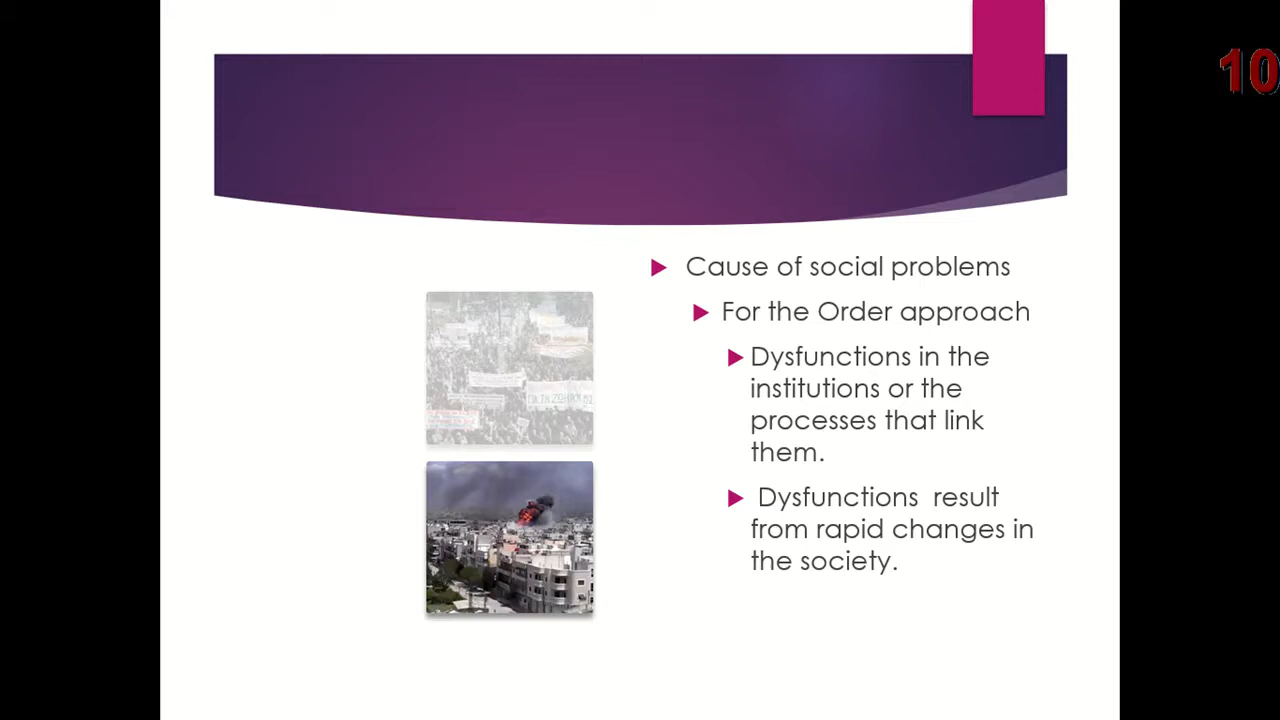 10
Cause of social problems
For the Order approach
Dysfunctions in the
institutions or the
processes that link
them.
Dysfunctions result
from rapid changes in
the society.